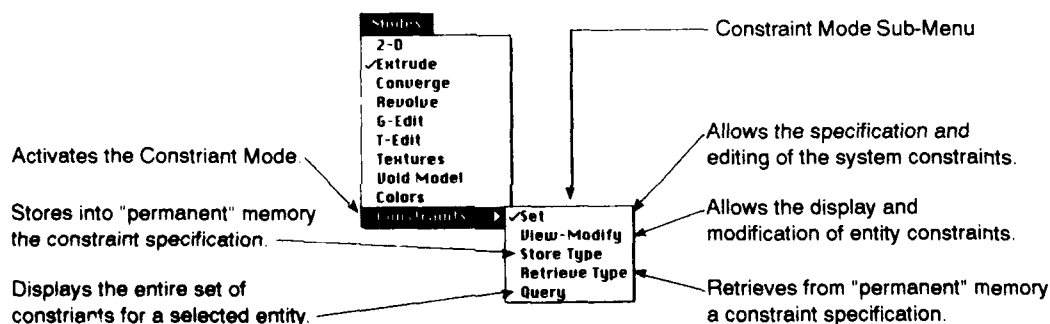 Modes
2-D
✓Extrude
Converge
Revolve
G-Edit
T-Edit
Textures
Void Model
Colors
Constraints
✓Set
View-Modify
Store Type
Retrieve Type
Query
Constraint Mode Sub-Menu
Activates the Constriant Mode.
Stores into "permanent" memory
the constraint specification.
Displays the entire set of
constriants for a selected entity.
Allows the specification and
editing of the system constraints.
Allows the display and
modification of entity constraints.
Retrieves from "permanent" memory
a constraint specification.